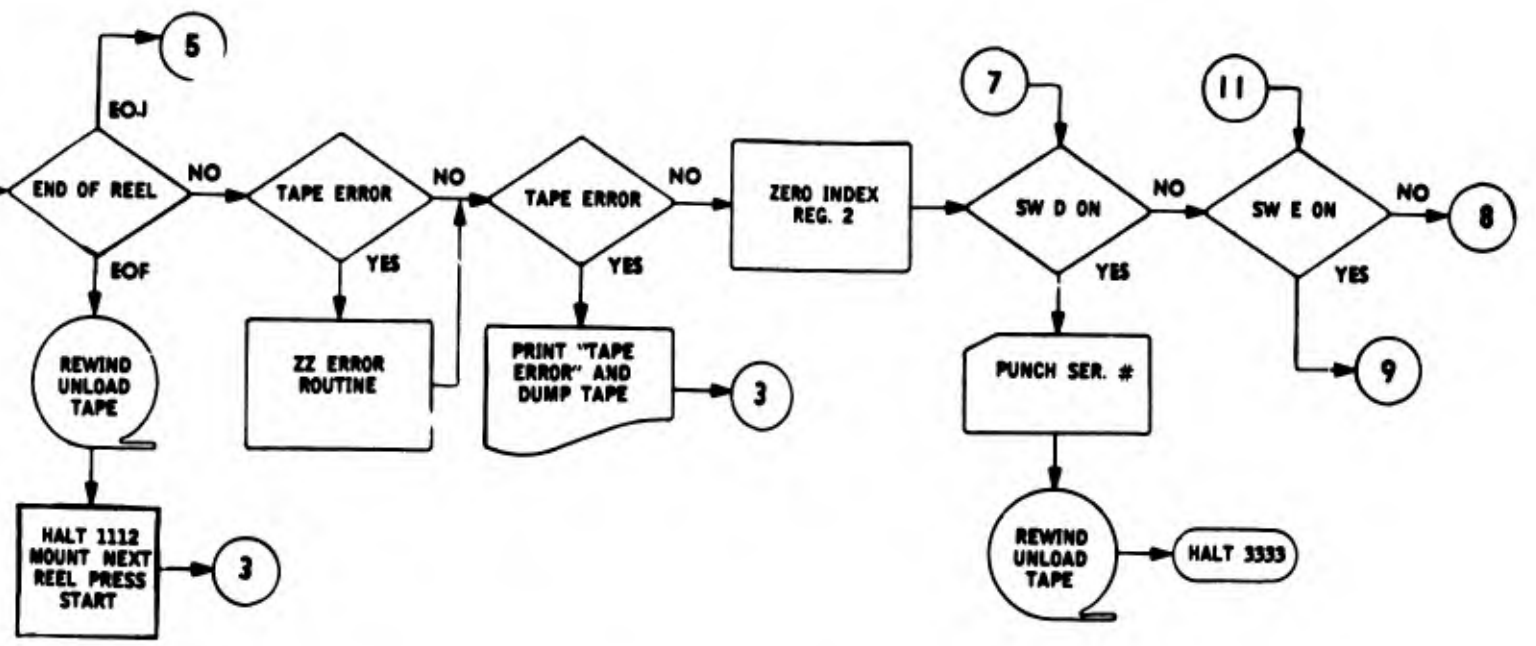 5
EOJ
END OF REEL
NO
EOF
REWIND
UNLOAD
TAPE
HALT 1112
MOUNT NEXT
REEL PRESS
START
3
TAPE ERROR
NO
YES
ZZ ERROR
ROUTINE
TAPE ERROR
NO
YES
PRINT "TAPE
ERROR" AND
DUMP TAPE
3
ZERO INDEX
REG. 2
7
SW D ON
NO
YES
PUNCH SER. #
REWIND
UNLOAD
TAPE
HALT 3333
11
SW E ON
NO
8
YES
9